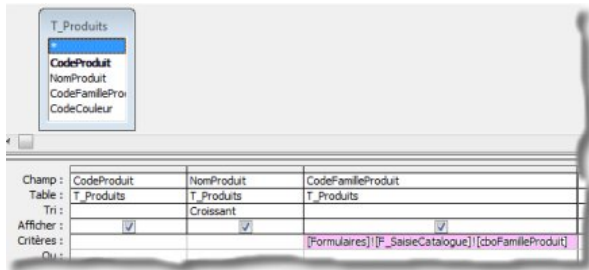 T_Produits
*
CodeProduit
NomProduit
CodeFamillePro
CodeCouleur
Champ : CodeProduit NomProduit CodeFamilleProduit
Table : T_Produits T_Produits T_Produits
Tri : Croissant
Afficher :
Critères : [Formulaires]![F_SaisieCatalogue]![cboFamilleProduit]
Ou :